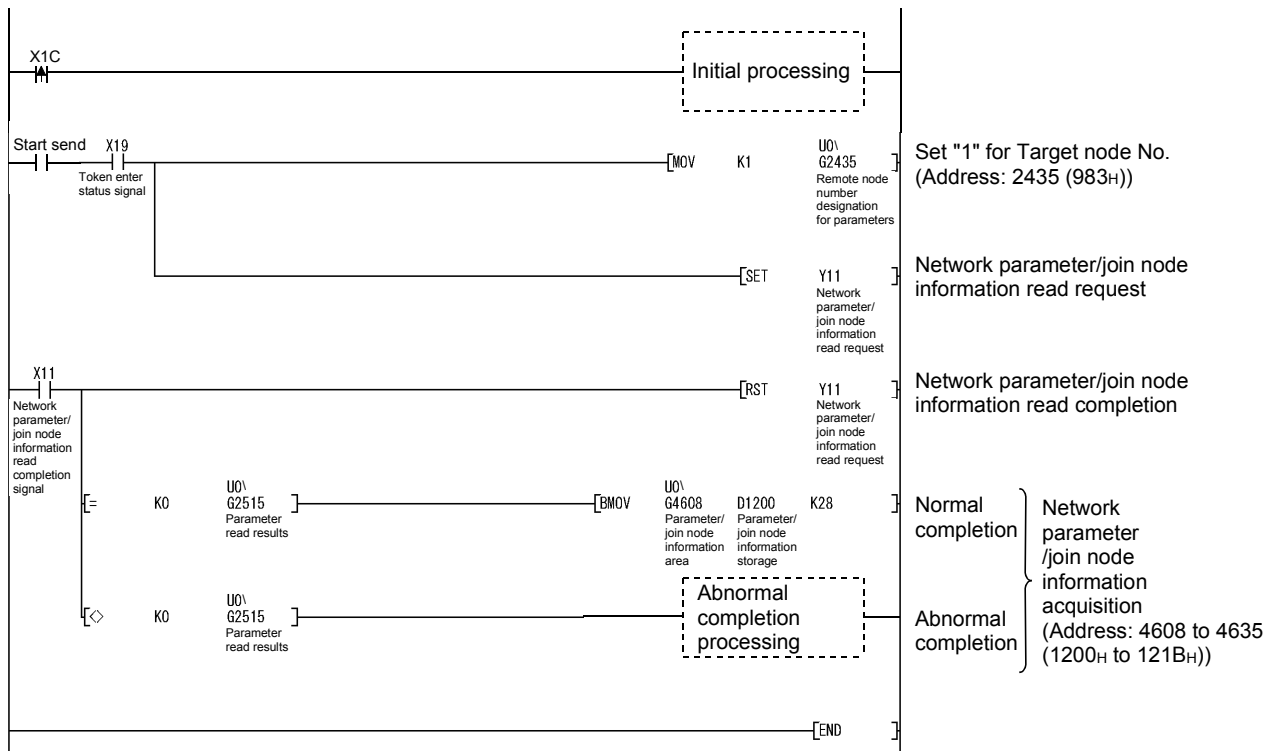 X1C
Initial processing
Start send
X19
Token enter
status signal
MOV K1 U0\
G2435
Remote node
number
designation
for parameters
Set "1" for Target node No.
(Address: 2435 (983H))
SET Y11
Network
parameter/
join node
information
read request
Network parameter/join node
information read request
X11
Network
parameter/
join node
information
read
completion
signal
RST Y11
Network
parameter/
join node
information
read request
Network parameter/join node
information read completion
= K0 U0\
G2515
Parameter
read results
BMOV U0\
G4608 D1200 K28
Parameter/
join node
information
area
Parameter/
join node
information
storage
Normal
completion
<> K0 U0\
G2515
Parameter
read results
Abnormal
completion
processing
Abnormal
completion
Network
parameter
/join node
information
acquisition
(Address: 4608 to 4635
(1200H to 121BH))
END